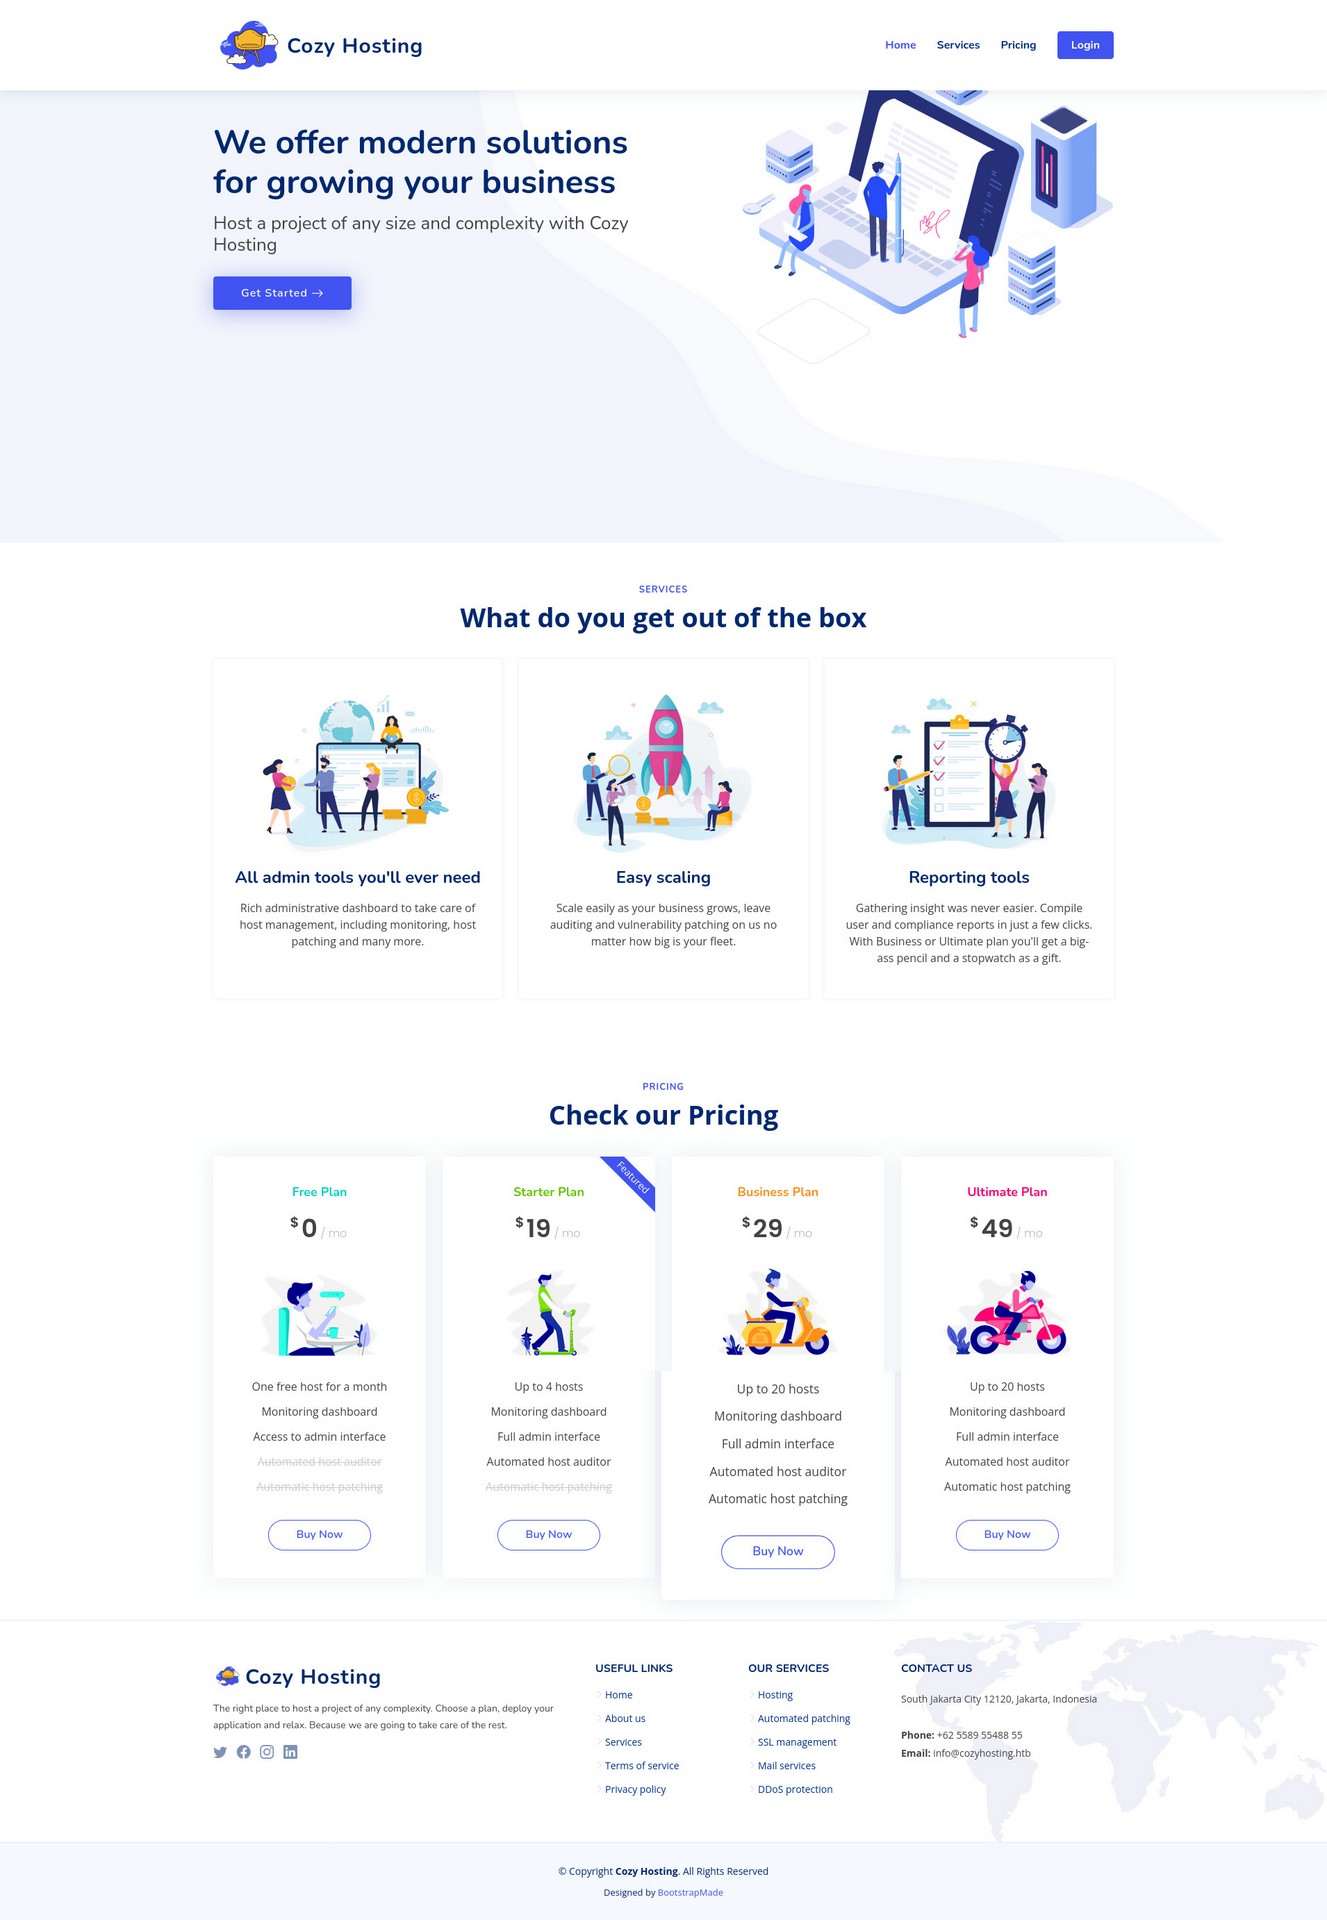 Cozy Hosting
Home Services Pricing Login
We offer modern solutions
for growing your business
Host a project of any size and complexity with Cozy
Hosting
Get Started →
SERVICES
What do you get out of the box
All admin tools you'll ever need
Rich administrative dashboard to take care of
host management, including monitoring, host
patching and many more.
Easy scaling
Scale easily as your business grows, leave
auditing and vulnerability patching on us no
matter how big is your fleet.
Reporting tools
Gathering insight was never easier. Compile
user and compliance reports in just a few clicks.
With Business or Ultimate plan you'll get a big-
ass pencil and a stopwatch as a gift.
PRICING
Check our Pricing
Free Plan
$0 / mo
One free host for a month
Monitoring dashboard
Access to admin interface
Automated host auditor
Automatic host patching
Buy Now
Featured
Starter Plan
$19 / mo
Up to 4 hosts
Monitoring dashboard
Full admin interface
Automated host auditor
Automatic host patching
Buy Now
Business Plan
$29 / mo
Up to 20 hosts
Monitoring dashboard
Full admin interface
Automated host auditor
Automatic host patching
Buy Now
Ultimate Plan
$49 / mo
Up to 20 hosts
Monitoring dashboard
Full admin interface
Automated host auditor
Automatic host patching
Buy Now
Cozy Hosting
The right place to host a project of any complexity. Choose a plan, deploy your
application and relax. Because we are going to take care of the rest.
USEFUL LINKS
Home
About us
Services
Terms of service
Privacy policy
OUR SERVICES
Hosting
Automated patching
SSL management
Mail services
DDoS protection
CONTACT US
South Jakarta City 12120, Jakarta, Indonesia
Phone: +62 5589 55488 55
Email: info@cozyhosting.htb
© Copyright Cozy Hosting. All Rights Reserved
Designed by BootstrapMade